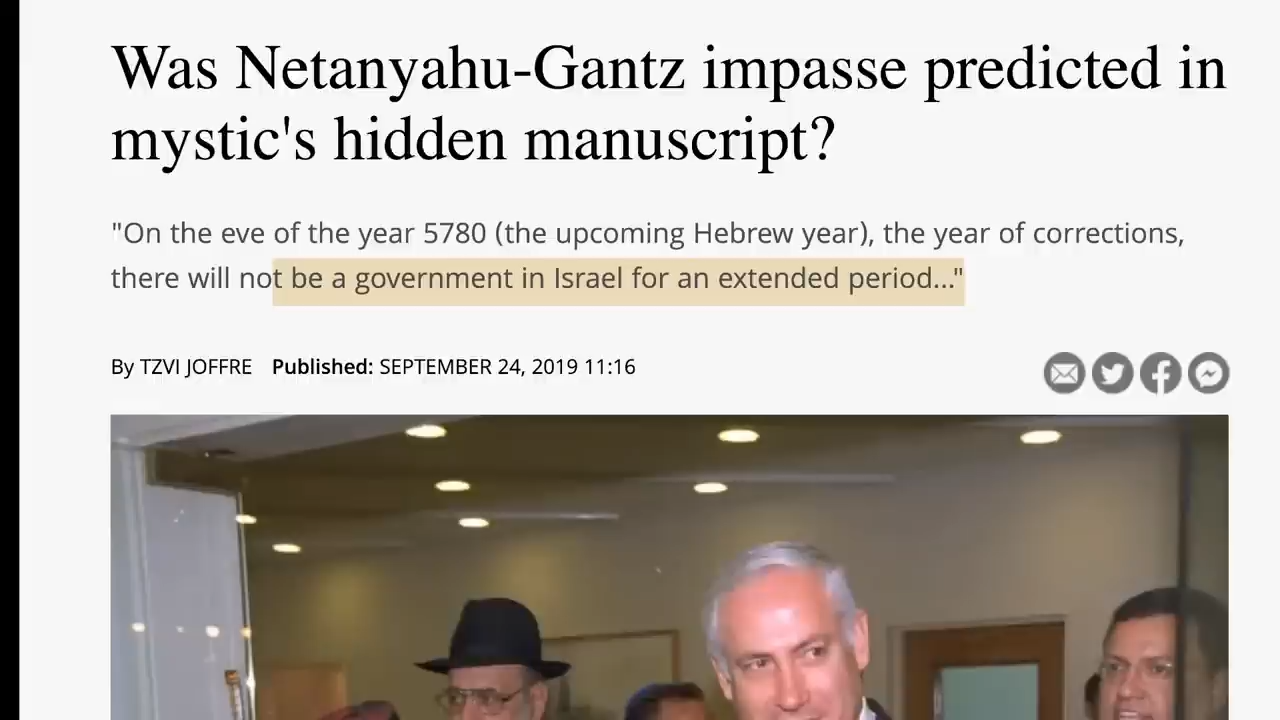 Was Netanyahu-Gantz impasse predicted in
mystic's hidden manuscript?
"On the eve of the year 5780 (the upcoming Hebrew year), the year of corrections,
there will not be a government in Israel for an extended period..."
By TZVI JOFFRE Published: SEPTEMBER 24, 2019 11:16